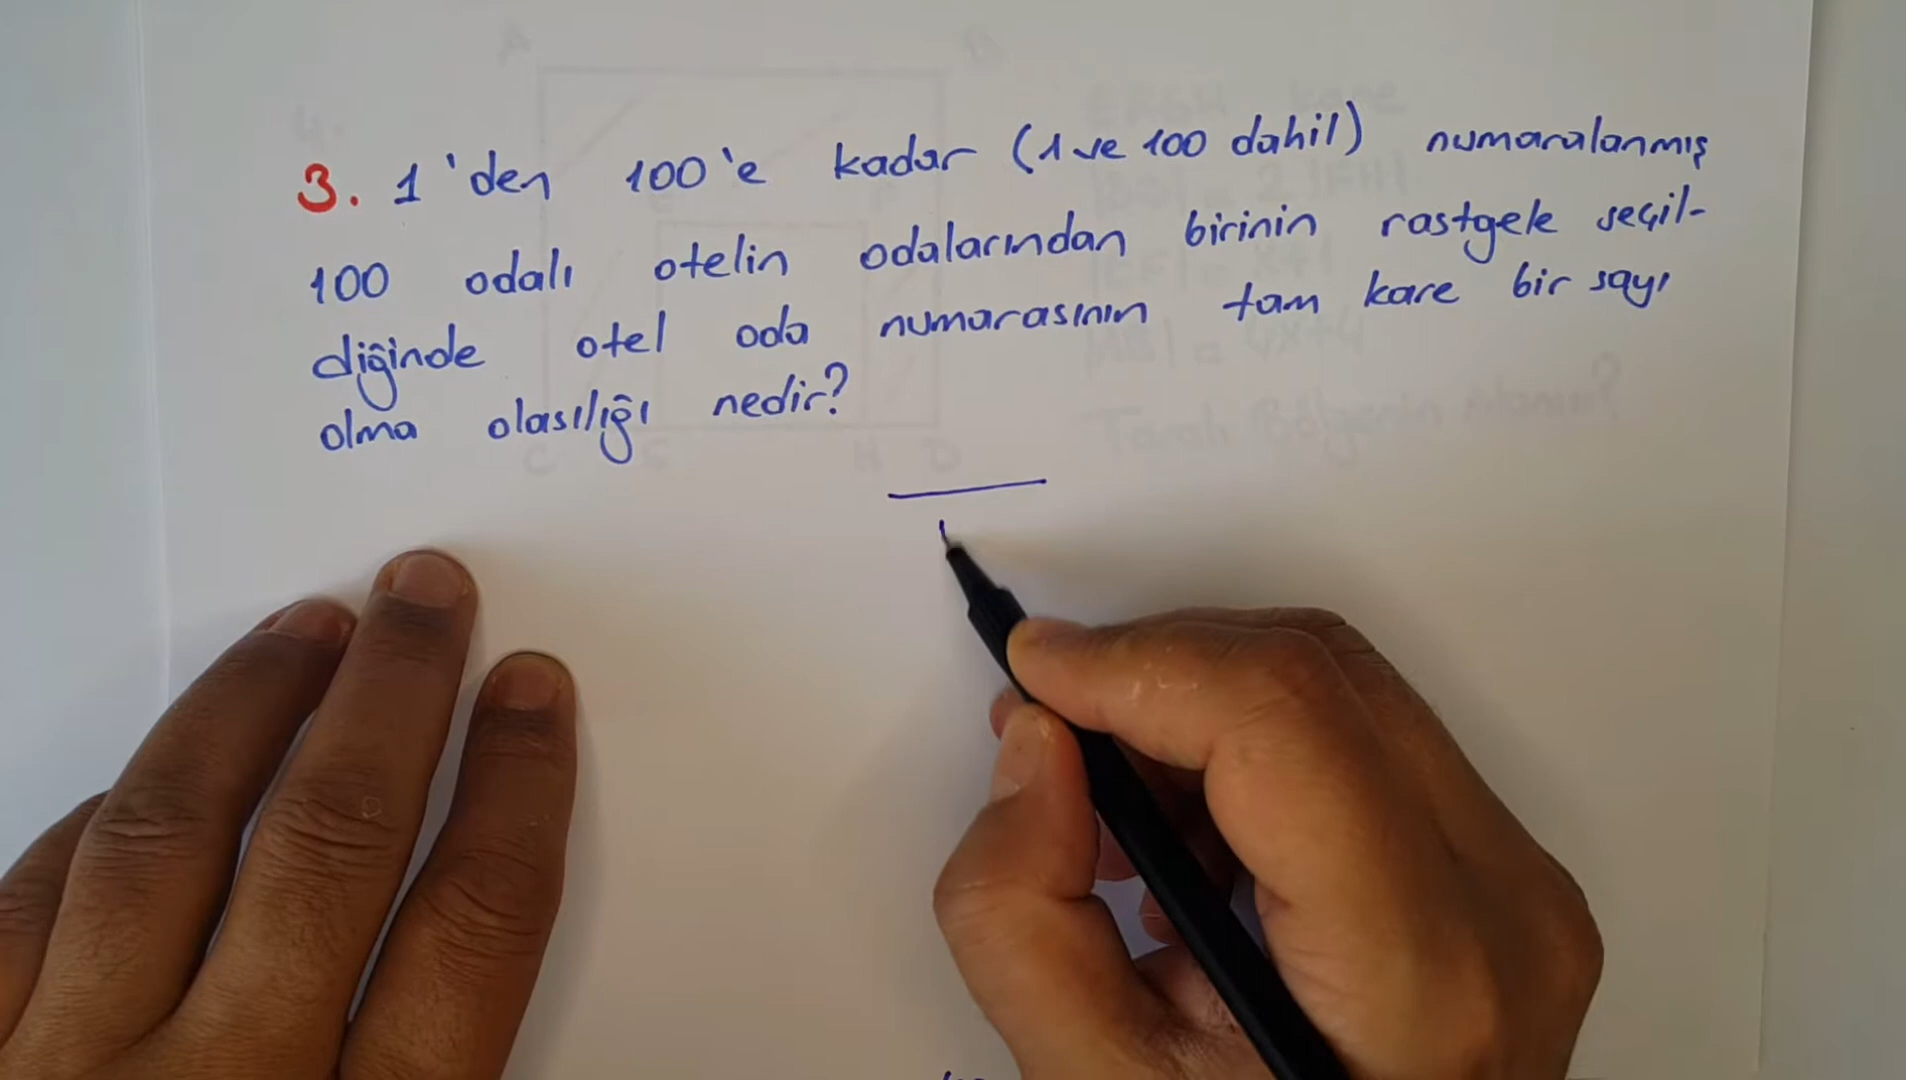 3. 1'den 100'e kadar (1 ve 100 dahil) numaralanmış
100 odalı otelin odalarından birinin rastgele seçil-
diğinde otel oda numarasının tam kare bir sayı
olma olasılığı nedir?